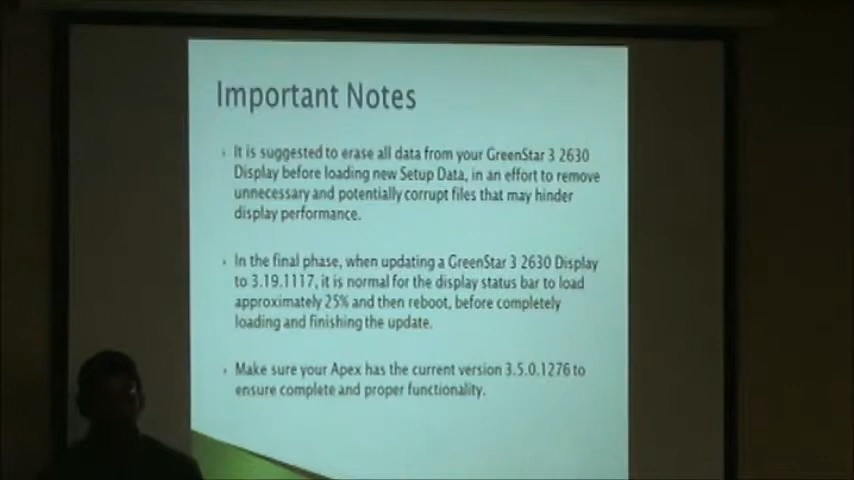 Important Notes
It is suggested to erase all data from your GreenStar 3 2630
Display before loading new Setup Data, in an effort to remove
unnecessary and potentially corrupt files that may hinder
display performance.
In the final phase, when updating a GreenStar 3 2630 Display
to 3.19.1117, it is normal for the display status bar to load
approximately 25% and then reboot, before completely
loading and finishing the update.
Make sure your Apex has the current version 3.5.0.1276 to
ensure complete and proper functionality.